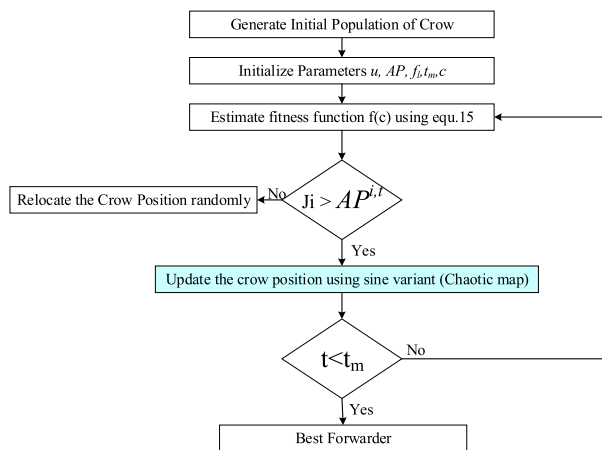 Generate Initial Population of Crow
Initialize Parameters u, AP, fl,tm,c
Estimate fitness function f(c) using equ.15
No
Ji > AP^i,t
Relocate the Crow Position randomly
Yes
Update the crow position using sine variant (Chaotic map)
t<tm
No
Yes
Best Forwarder